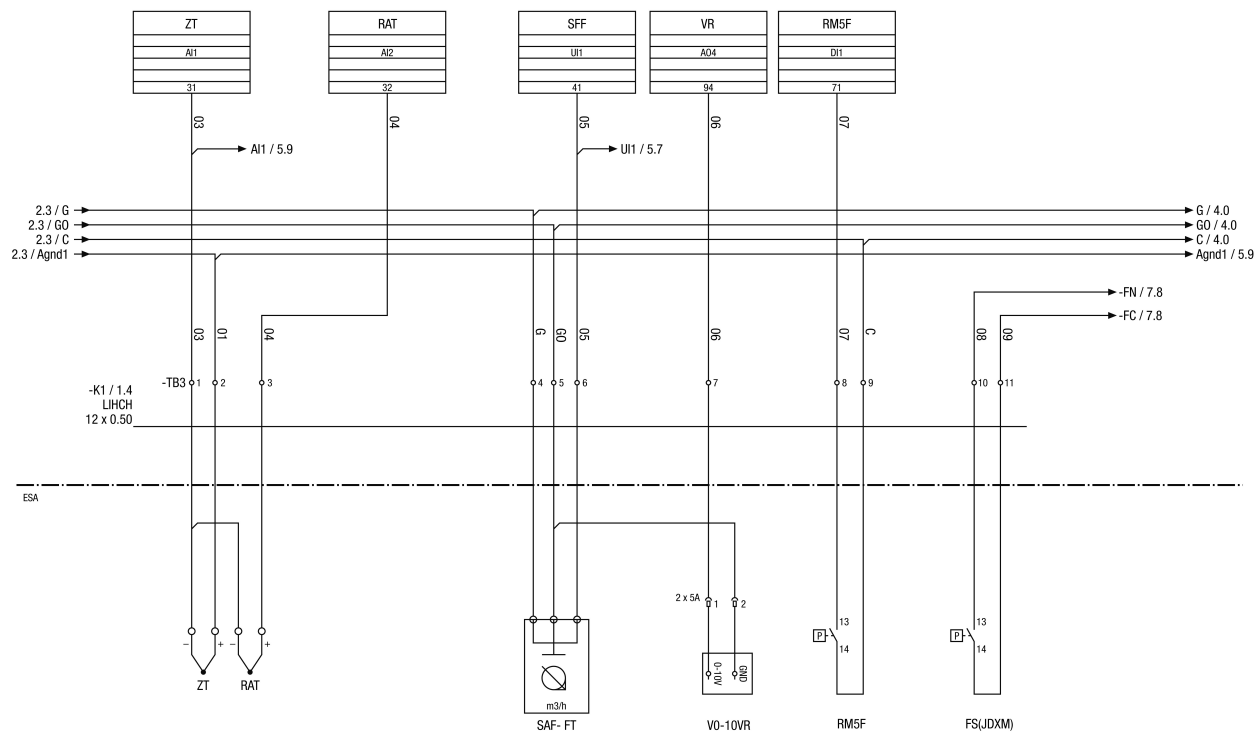 ZT RAT SFF VR RM5F
AI1 AI2 UI1 AO4 DI1
31 32 41 94 71
03 04 05 06 07
AI1 / 5.9
UI1 / 5.7
2.3 / G
G / 4.0
2.3 / GO
GO / 4.0
2.3 / C
C / 4.0
2.3 / Agnd1
Agnd1 / 5.9
-FN / 7.8
-FC / 7.8
03 01 04 G GO 05 06 07 C 08 09
-TB3 1 2 3 4 5 6 7 8 9 10 11
-K1 / 1.4
LIHCH
12 x 0.50
ESA
2 x 5A 1 2
13 13
P P
14 14
- + - +
0-10V GND
ZT RAT
m3/h
SAF- FT V0-10VR RM5F FS(JDXM)